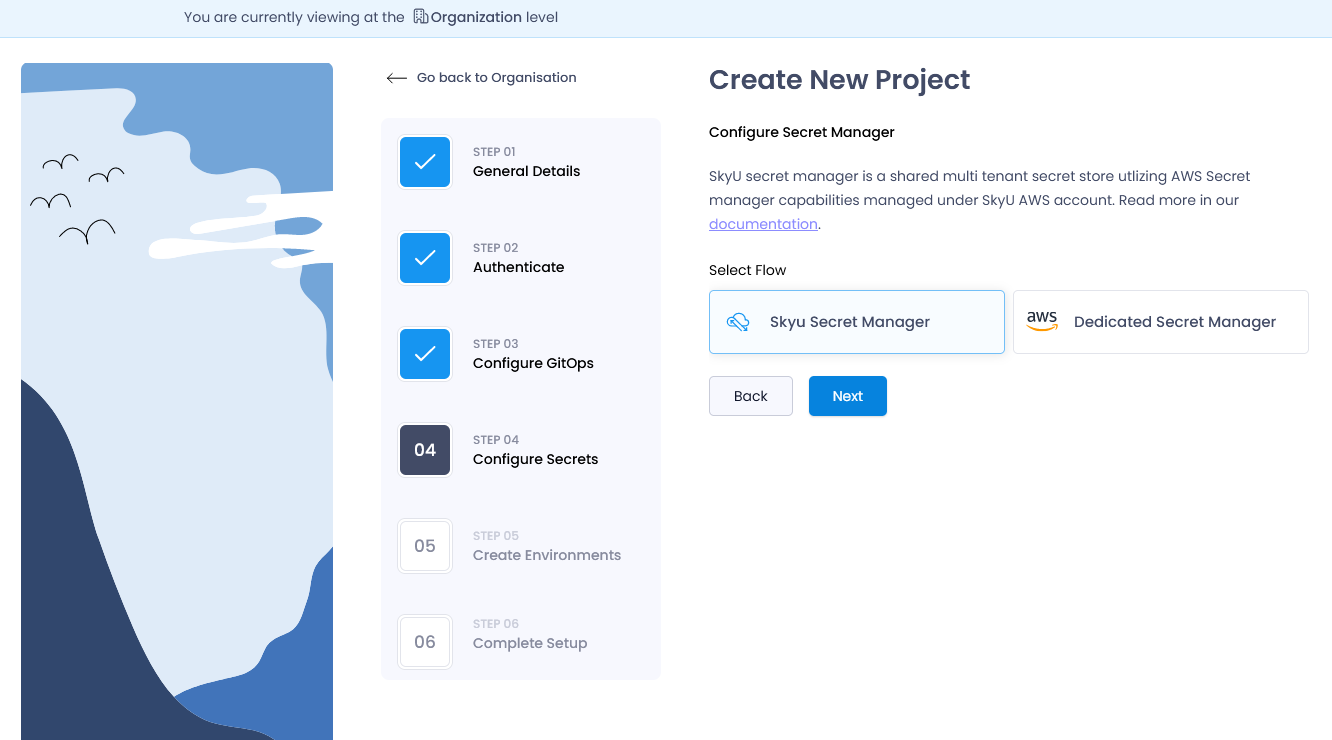 You are currently viewing at the Organization level
Go back to Organisation
STEP 01
General Details
STEP 02
Authenticate
STEP 03
Configure GitOps
04
STEP 04
Configure Secrets
05
STEP 05
Create Environments
06
STEP 06
Complete Setup
Create New Project
Configure Secret Manager
SkyU secret manager is a shared multi tenant secret store utlizing AWS Secret
manager capabilities managed under SkyU AWS account. Read more in our
documentation.
Select Flow
Skyu Secret Manager
aws Dedicated Secret Manager
Back Next